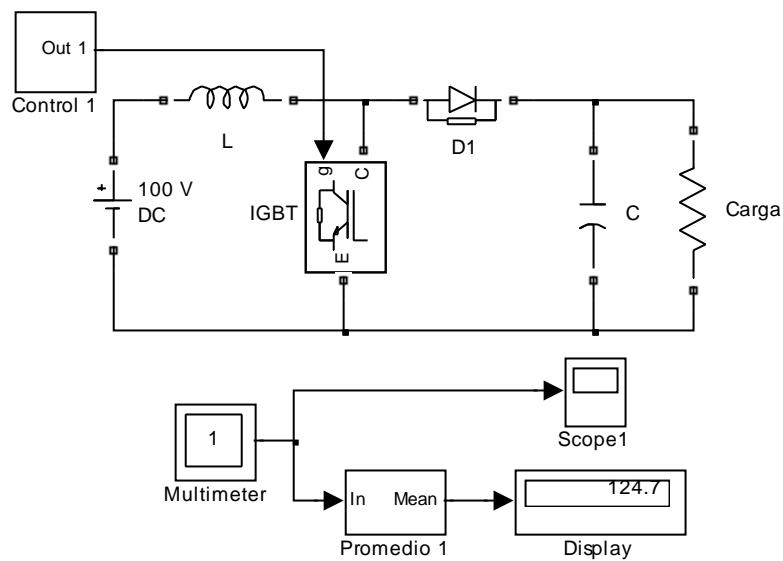 Out 1
Control 1
L
D1
+
100 V
DC
IGBT
g
C
E
C
Carga
Scope1
1
Multimeter
In
Mean
124.7
Promedio 1
Display